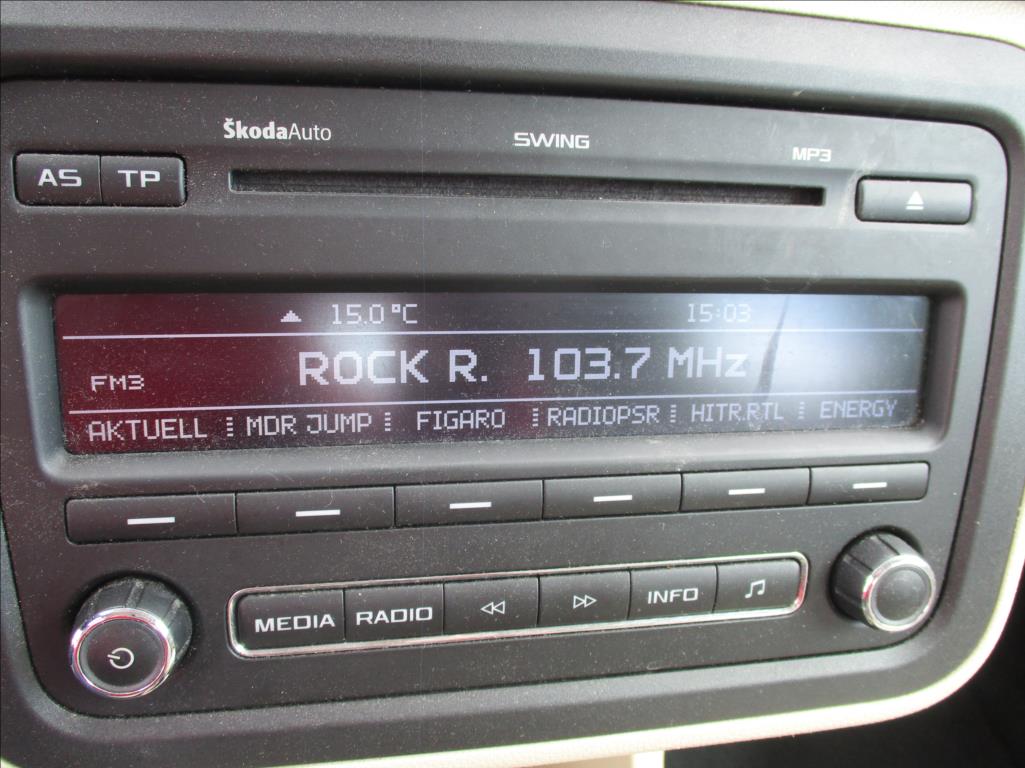 ŠkodaAuto SWING MP3
AS TP
15.0 °C 15:03
FM3 ROCK R. 103.7 MHz
AKTUELL MDR JUMP FIGARO RADIOPSR HITR.RTL ENERGY
MEDIA RADIO INFO